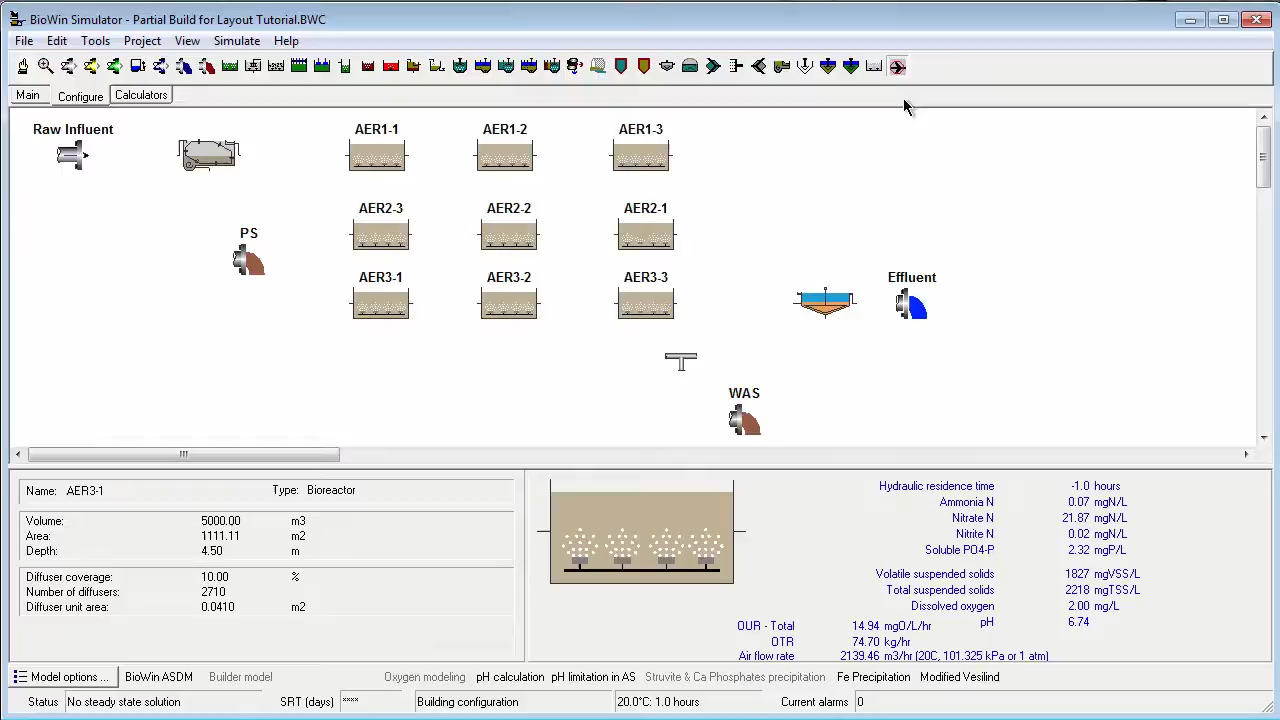 BioWin Simulator - Partial Build for Layout Tutorial.BWC
File Edit Tools Project View Simulate Help
Main Configure Calculators
Raw Influent AER1-1 AER1-2 AER1-3
AER2-3 AER2-2 AER2-1
PS
AER3-1 AER3-2 AER3-3 Effluent
WAS
Name: AER3-1 Type: Bioreactor
Volume: 5000.00 m3
Area: 1111.11 m2
Depth: 4.50 m
Diffuser coverage: 10.00 %
Number of diffusers: 2710
Diffuser unit area: 0.0410 m2
Hydraulic residence time -1.0 hours
Ammonia N 0.07 mgN/L
Nitrate N 21.87 mgN/L
Nitrite N 0.02 mgN/L
Soluble PO4-P 2.32 mgP/L
Volatile suspended solids 1827 mgVSS/L
Total suspended solids 2218 mgTSS/L
Dissolved oxygen 2.00 mg/L
pH 6.74
OUR - Total 14.94 mgO/L/hr
OTR 74.70 kg/hr
Air flow rate 2139.46 m3/hr (20C, 101.325 kPa or 1 atm)
Model options ... BioWin ASDM Builder model Oxygen modeling pH calculation pH limitation in AS Struvite & Ca Phosphates precipitation Fe Precipitation Modified Vesilind
Status No steady state solution SRT (days) **** Building configuration 20.0°C: 1.0 hours Current alarms 0